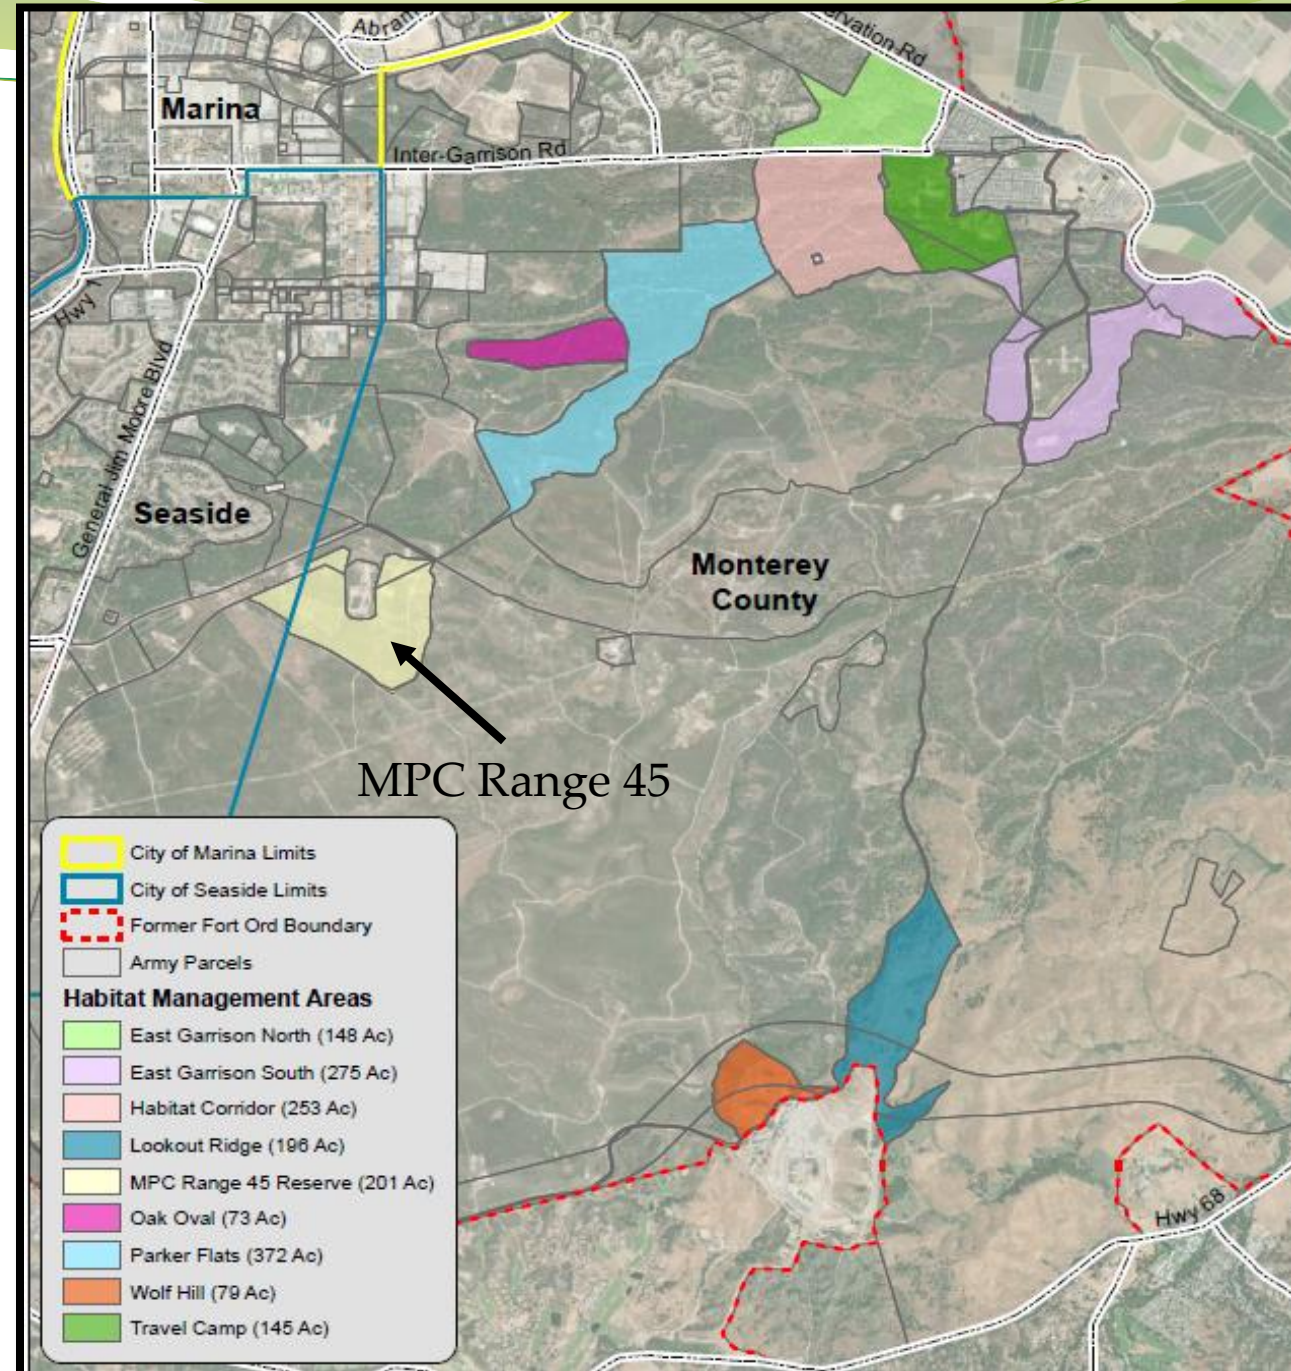 Abram
ervation Rd
Marina
Inter-Garrison Rd
Hwy 1
General Jim Moore Blvd
Seaside
Monterey
County
MPC Range 45
City of Marina Limits
City of Seaside Limits
Former Fort Ord Boundary
Army Parcels
Habitat Management Areas
East Garrison North (148 Ac)
East Garrison South (275 Ac)
Habitat Corridor (253 Ac)
Lookout Ridge (196 Ac)
MPC Range 45 Reserve (201 Ac)
Oak Oval (73 Ac)
Parker Flats (372 Ac)
Wolf Hill (79 Ac)
Travel Camp (145 Ac)
Hwy 68